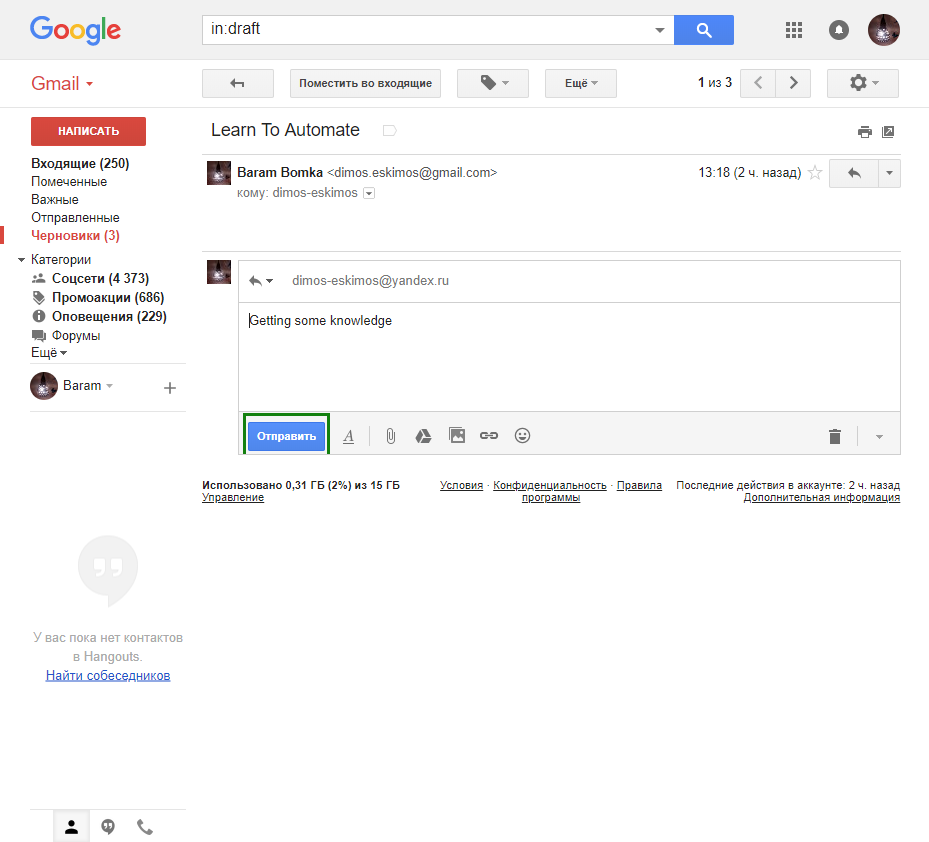 Google
in:draft
Gmail
Поместить во входящие
Ещё
1 из 3
НАПИСАТЬ
Входящие (250)
Помеченные
Важные
Отправленные
Черновики (3)
Категории
Соцсети (4 373)
Промоакции (686)
Оповещения (229)
Форумы
Ещё
Baram
У вас пока нет контактов
в Hangouts.
Найти собеседников
Learn To Automate
Baram Bomka <dimos.eskimos@gmail.com>
13:18 (2 ч. назад)
кому: dimos-eskimos
dimos-eskimos@yandex.ru
Getting some knowledge
Отправить
A
Использовано 0,31 ГБ (2%) из 15 ГБ
Управление
Условия · Конфиденциальность · Правила
программы
Последние действия в аккаунте: 2 ч. назад
Дополнительная информация